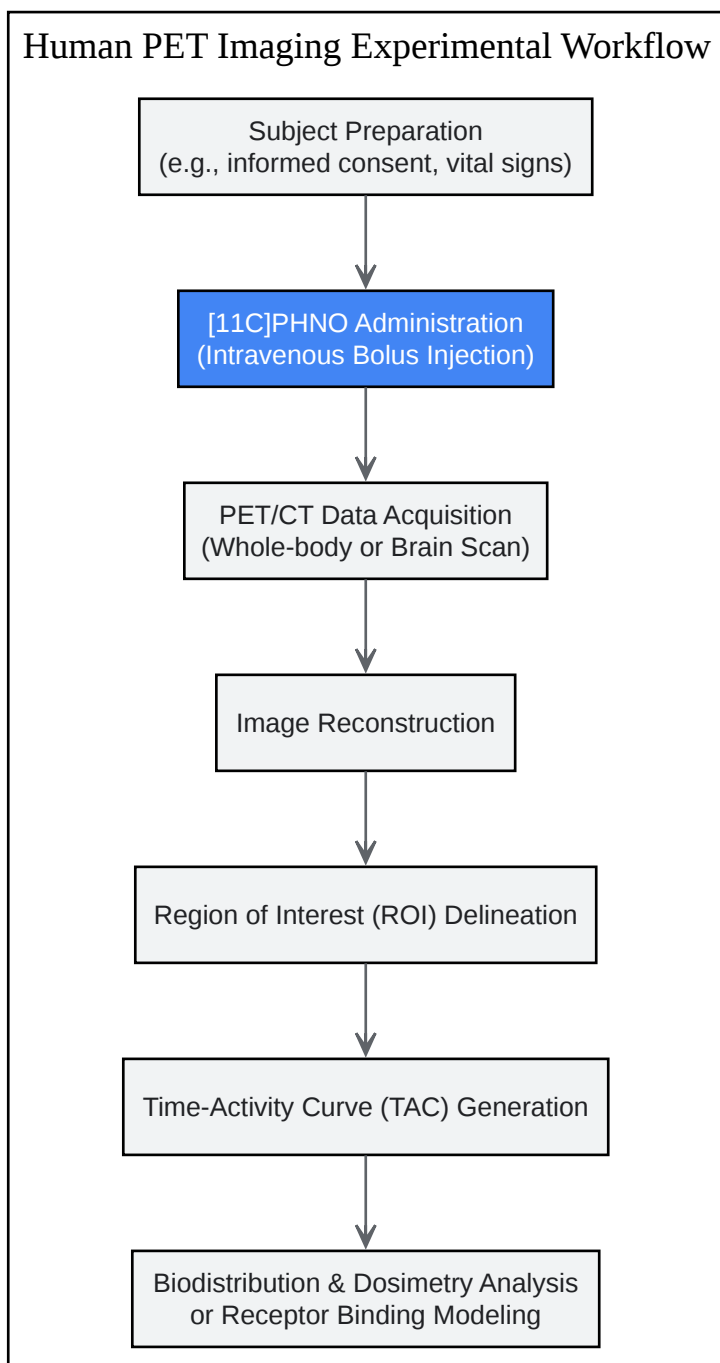 Human PET Imaging Experimental Workflow
Subject Preparation
(e.g., informed consent, vital signs)
[11C]PHNO Administration
(Intravenous Bolus Injection)
PET/CT Data Acquisition
(Whole-body or Brain Scan)
Image Reconstruction
Region of Interest (ROI) Delineation
Time-Activity Curve (TAC) Generation
Biodistribution & Dosimetry Analysis
or Receptor Binding Modeling